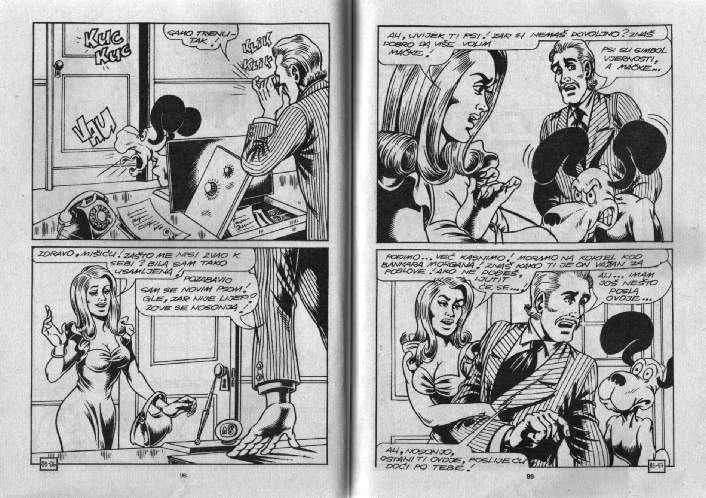 KUC
KUC
SAMO TRENU-
TAK!
KLIK
KLIK
VAU
ZDRAVO, MIŠIĆU! ZAŠTO ME NISI ZVAO K
SEBI? BILA SAM TAKO
USAMLJENA!
POZABAVIO
SAM SE NOVIM PSOM!
GLE, ZAR NIJE LIJEP?
ZOVE SE NOSONJA!
98
AH, UVIJEK TI PSI! ZAR IH NEMAŠ DOVOLJNO? ZNAŠ
DOBRO DA VIŠE VOLIM
MAČKE!
PSI SU SIMBOL
VJERNOSTI,
A MAČKE...
POĐIMO... VEĆ KASNIMO! MORAMO NA KOKTEL KOD
BANKARA MORGANA! ZNAŠ KAKO TI JE ON VAŽAN ZA
POSLOVE! AKO NE DOĐEŠ,
LJUTIT
ĆE SE...
ALI... IMAM
JOŠ NEŠTO
POSLA
OVDJE...
NOSONJO,
OSTANI TI OVDJE, POSLIJE ĆU
DOĆI PO TEBE!
99